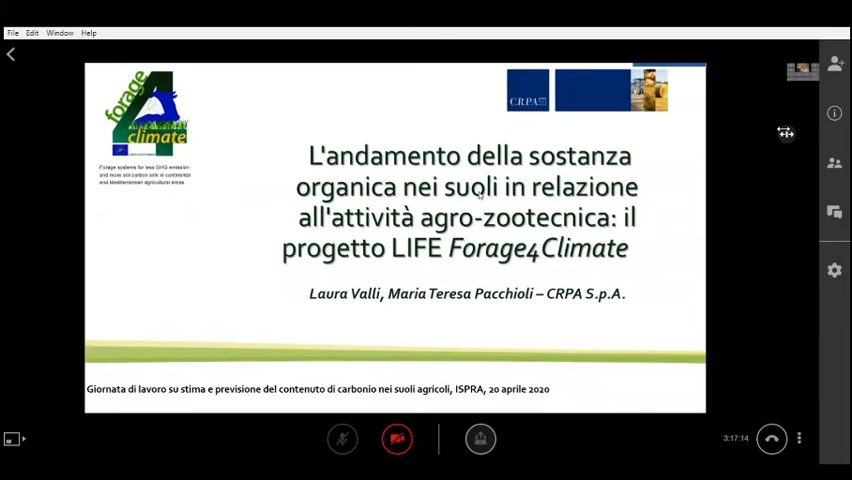 File Edit Window Help
forage
4
climate
Forage systems for less GHG emission
and more soil carbon sink in continental
and Mediterranean agricultural areas
C.R.P.A.
L'andamento della sostanza
organica nei suoli in relazione
all'attività agro-zootecnica: il
progetto LIFE Forage4Climate
Laura Valli, Maria Teresa Pacchioli – CRPA S.p.A.
Giornata di lavoro su stima e previsione del contenuto di carbonio nei suoli agricoli, ISPRA, 20 aprile 2020
3:17:14